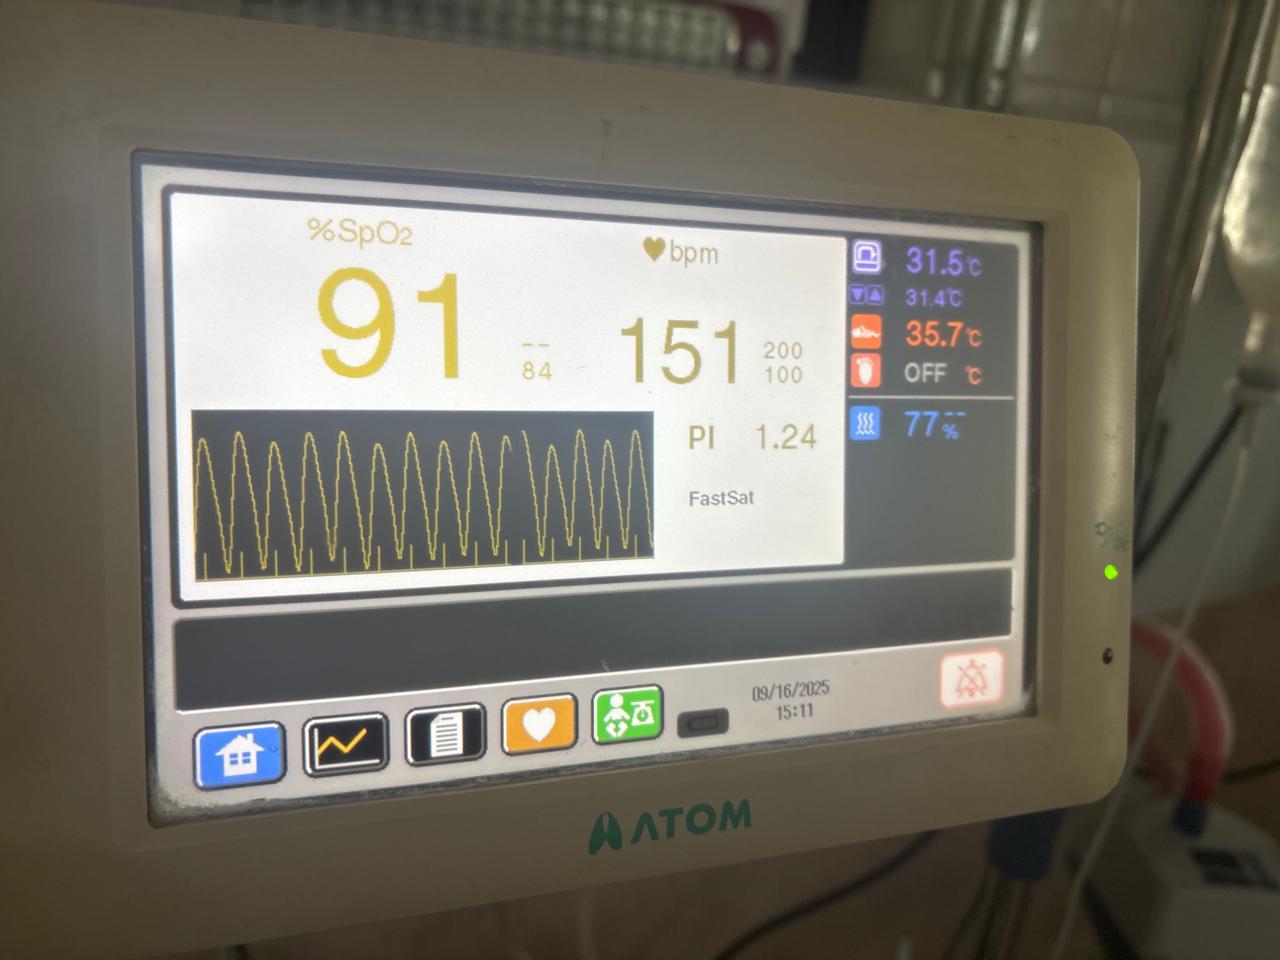 %SpO2
91
--
84
bpm
151
200
100
PI 1.24
FastSat
31.5℃
31.4℃
35.7℃
OFF ℃
77% --
09/16/2025
15:11
ATOM